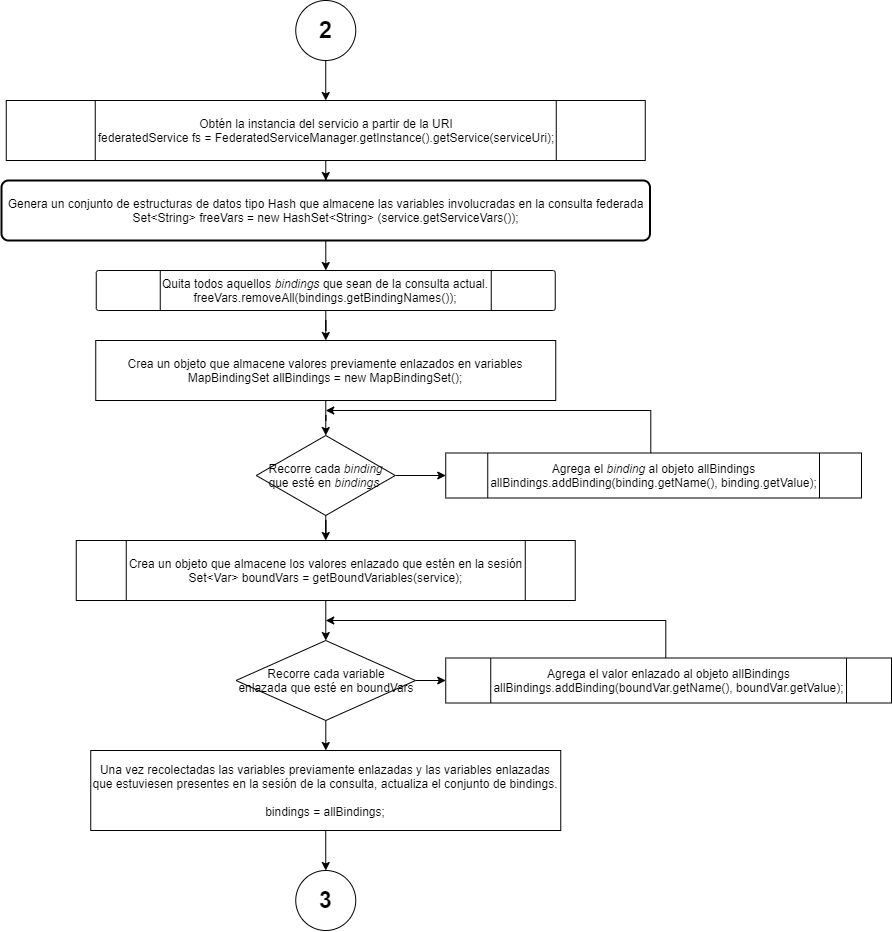 2
Obtén la instancia del servicio a partir de la URI
federatedService fs = FederatedServiceManager.getInstance().getService(serviceUri);
Genera un conjunto de estructuras de datos tipo Hash que almacene las variables involucradas en la consulta federada
Set<String> freeVars = new HashSet<String> (service.getServiceVars());
Quita todos aquellos bindings que sean de la consulta actual.
freeVars.removeAll(bindings.getBindingNames());
Crea un objeto que almacene valores previamente enlazados en variables
MapBindingSet allBindings = new MapBindingSet();
Recorre cada binding
que esté en bindings
Agrega el binding al objeto allBindings
allBindings.addBinding(binding.getName(), binding.getValue);
Crea un objeto que almacene los valores enlazado que estén en la sesión
Set<Var> boundVars = getBoundVariables(service);
Recorre cada variable
enlazada que esté en boundVars
Agrega el valor enlazado al objeto allBindings
allBindings.addBinding(boundVar.getName(), boundVar.getValue);
Una vez recolectadas las variables previamente enlazadas y las variables enlazadas
que estuviesen presentes en la sesión de la consulta, actualiza el conjunto de bindings.
bindings = allBindings;
3